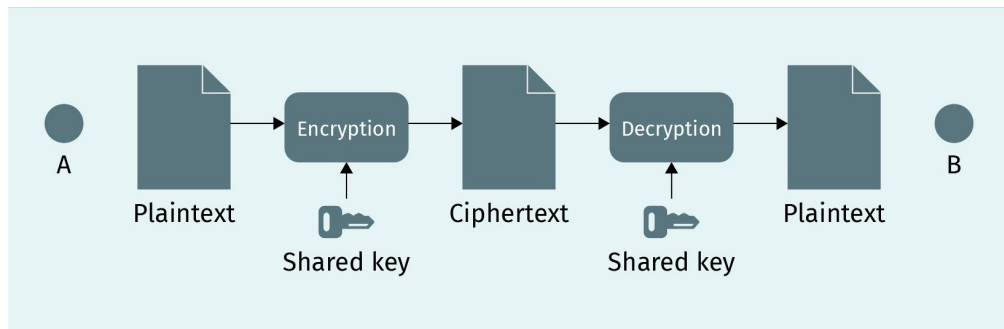 A
Plaintext
Encryption
Shared key
Ciphertext
Decryption
Shared key
Plaintext
B